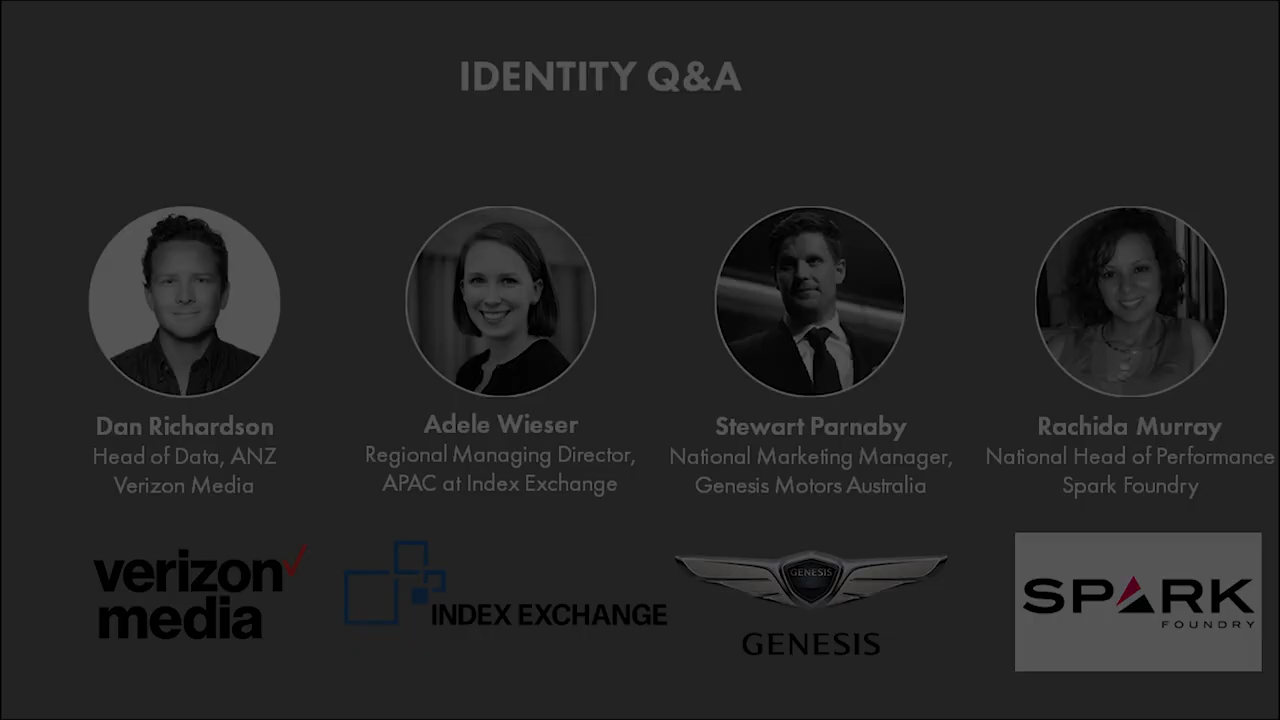 IDENTITY Q&A
Dan Richardson
Head of Data, ANZ
Verizon Media
Adele Wieser
Regional Managing Director,
APAC at Index Exchange
Stewart Parnaby
National Marketing Manager,
Genesis Motors Australia
Rachida Murray
National Head of Performance
Spark Foundry
verizon
media
INDEX EXCHANGE
GENESIS
GENESIS
SPARK
FOUNDRY